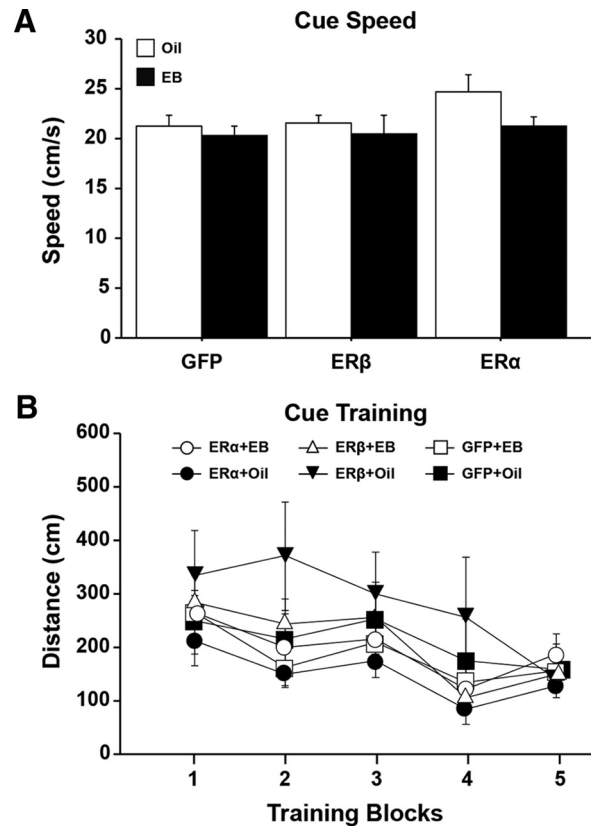 A
Cue Speed
Oil
EB
30
25
20
15
10
5
0
Speed (cm/s)
GFP ERβ ERα
B
Cue Training
ERα+EB ERβ+EB GFP+EB
ERα+Oil ERβ+Oil GFP+Oil
600
500
400
300
200
100
0
Distance (cm)
1 2 3 4 5
Training Blocks